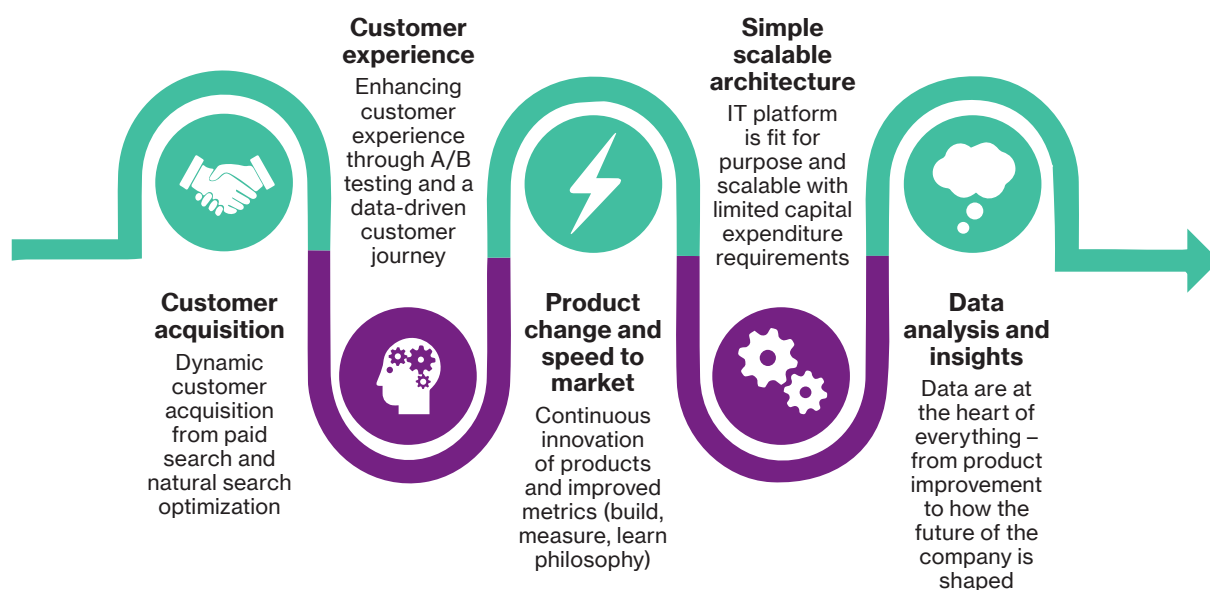 Customer
acquisition
Dynamic
customer
acquisition
from paid
search and
natural search
optimization
Customer
experience
Enhancing
customer
experience
through A/B
testing and a
data-driven
customer
journey
Product
change and
speed to
market
Continuous
innovation
of products
and improved
metrics (build,
measure, learn
philosophy)
Simple
scalable
architecture
IT platform
is fit for
purpose and
scalable with
limited capital
expenditure
requirements
Data
analysis and
insights
Data are at
the heart of
everything –
from product
improvement
to how the
future of the
company is
shaped